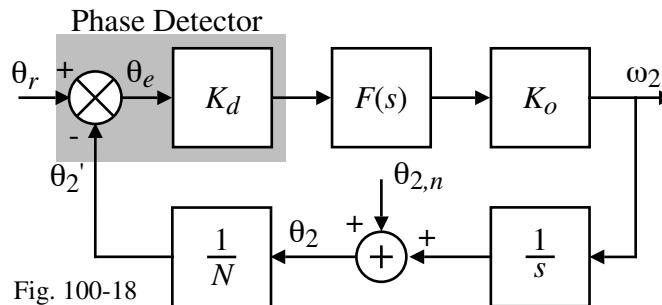 Phase Detector
θr + θe Kd F(s) Ko ω2
-
θ2' θ2,n
1/N θ2 + + + 1/s
Fig. 100-18